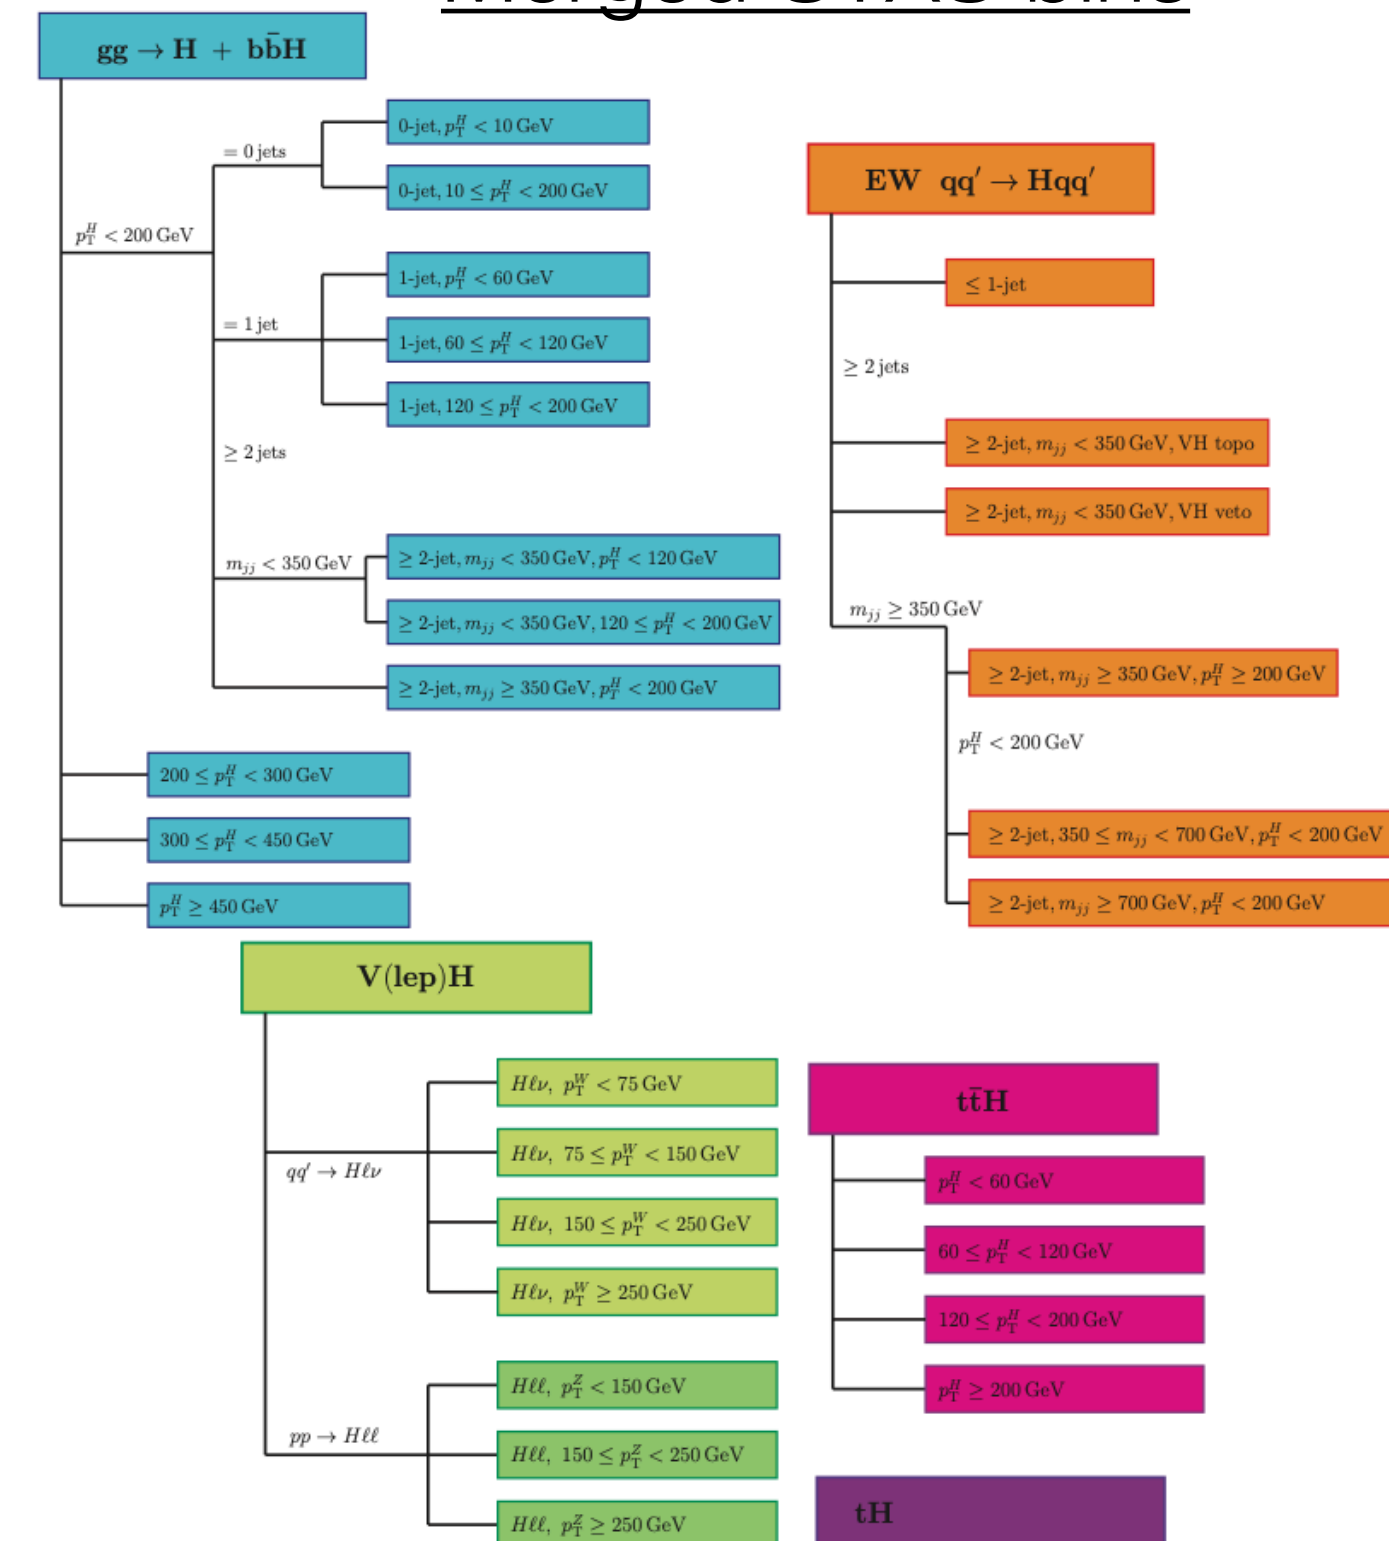 Merged STXS bins
gg → H + bb̄H
= 0 jets
0-jet, p_T^H < 10 GeV
0-jet, 10 ≤ p_T^H < 200 GeV
p_T^H < 200 GeV
= 1 jet
1-jet, p_T^H < 60 GeV
1-jet, 60 ≤ p_T^H < 120 GeV
1-jet, 120 ≤ p_T^H < 200 GeV
≥ 2 jets
m_jj < 350 GeV
≥ 2-jet, m_jj < 350 GeV, p_T^H < 120 GeV
≥ 2-jet, m_jj < 350 GeV, 120 ≤ p_T^H < 200 GeV
≥ 2-jet, m_jj ≥ 350 GeV, p_T^H < 200 GeV
200 ≤ p_T^H < 300 GeV
300 ≤ p_T^H < 450 GeV
p_T^H ≥ 450 GeV
EW qq′ → Hqq′
≤ 1-jet
≥ 2 jets
≥ 2-jet, m_jj < 350 GeV, VH topo
≥ 2-jet, m_jj < 350 GeV, VH veto
m_jj ≥ 350 GeV
≥ 2-jet, m_jj ≥ 350 GeV, p_T^H ≥ 200 GeV
p_T^H < 200 GeV
≥ 2-jet, 350 ≤ m_jj < 700 GeV, p_T^H < 200 GeV
≥ 2-jet, m_jj ≥ 700 GeV, p_T^H < 200 GeV
V(lep)H
qq′ → Hℓν
Hℓν, p_T^W < 75 GeV
Hℓν, 75 ≤ p_T^W < 150 GeV
Hℓν, 150 ≤ p_T^W < 250 GeV
Hℓν, p_T^W ≥ 250 GeV
pp → Hℓℓ
Hℓℓ, p_T^Z < 150 GeV
Hℓℓ, 150 ≤ p_T^Z < 250 GeV
Hℓℓ, p_T^Z ≥ 250 GeV
tt̄H
p_T^H < 60 GeV
60 ≤ p_T^H < 120 GeV
120 ≤ p_T^H < 200 GeV
p_T^H ≥ 200 GeV
tH